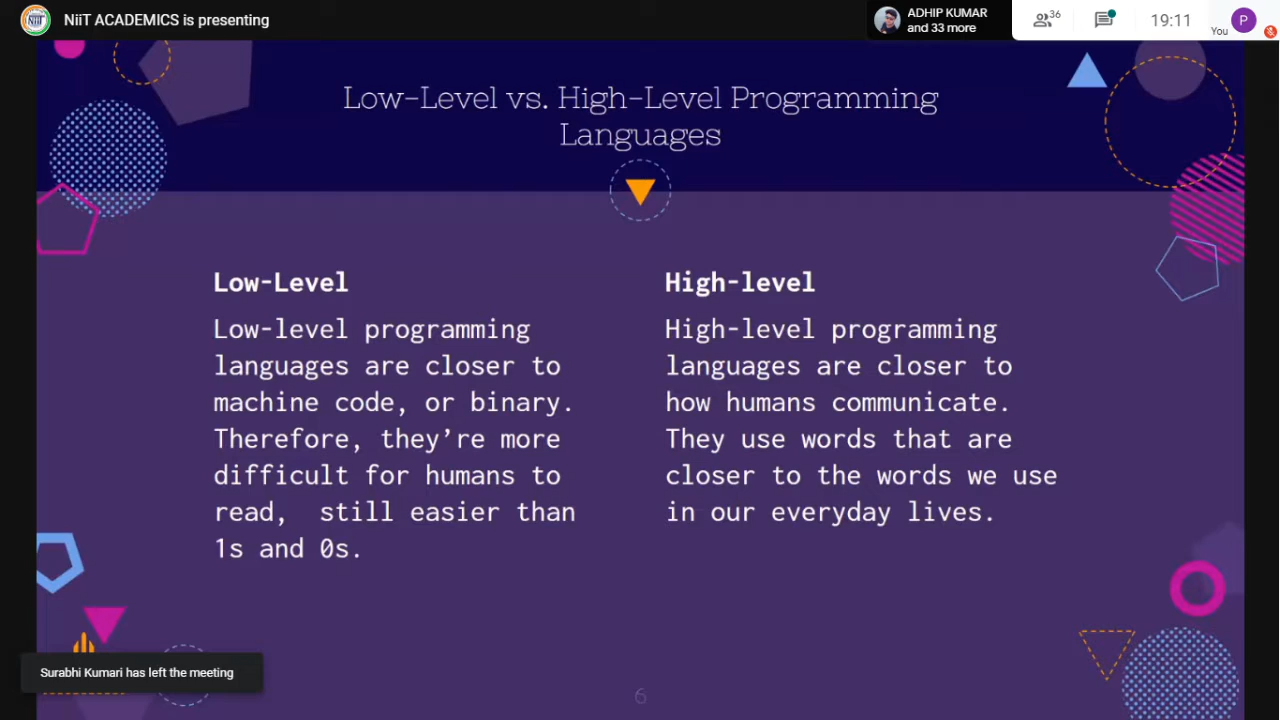 NiiT ACADEMICS is presenting
ADHIP KUMAR
and 33 more
36
19:11
You
P
Low-Level vs. High-Level Programming
Languages
Low-Level
Low-level programming
languages are closer to
machine code, or binary.
Therefore, they’re more
difficult for humans to
read,  still easier than
1s and 0s.
High-level
High-level programming
languages are closer to
how humans communicate.
They use words that are
closer to the words we use
in our everyday lives.
Surabhi Kumari has left the meeting
6